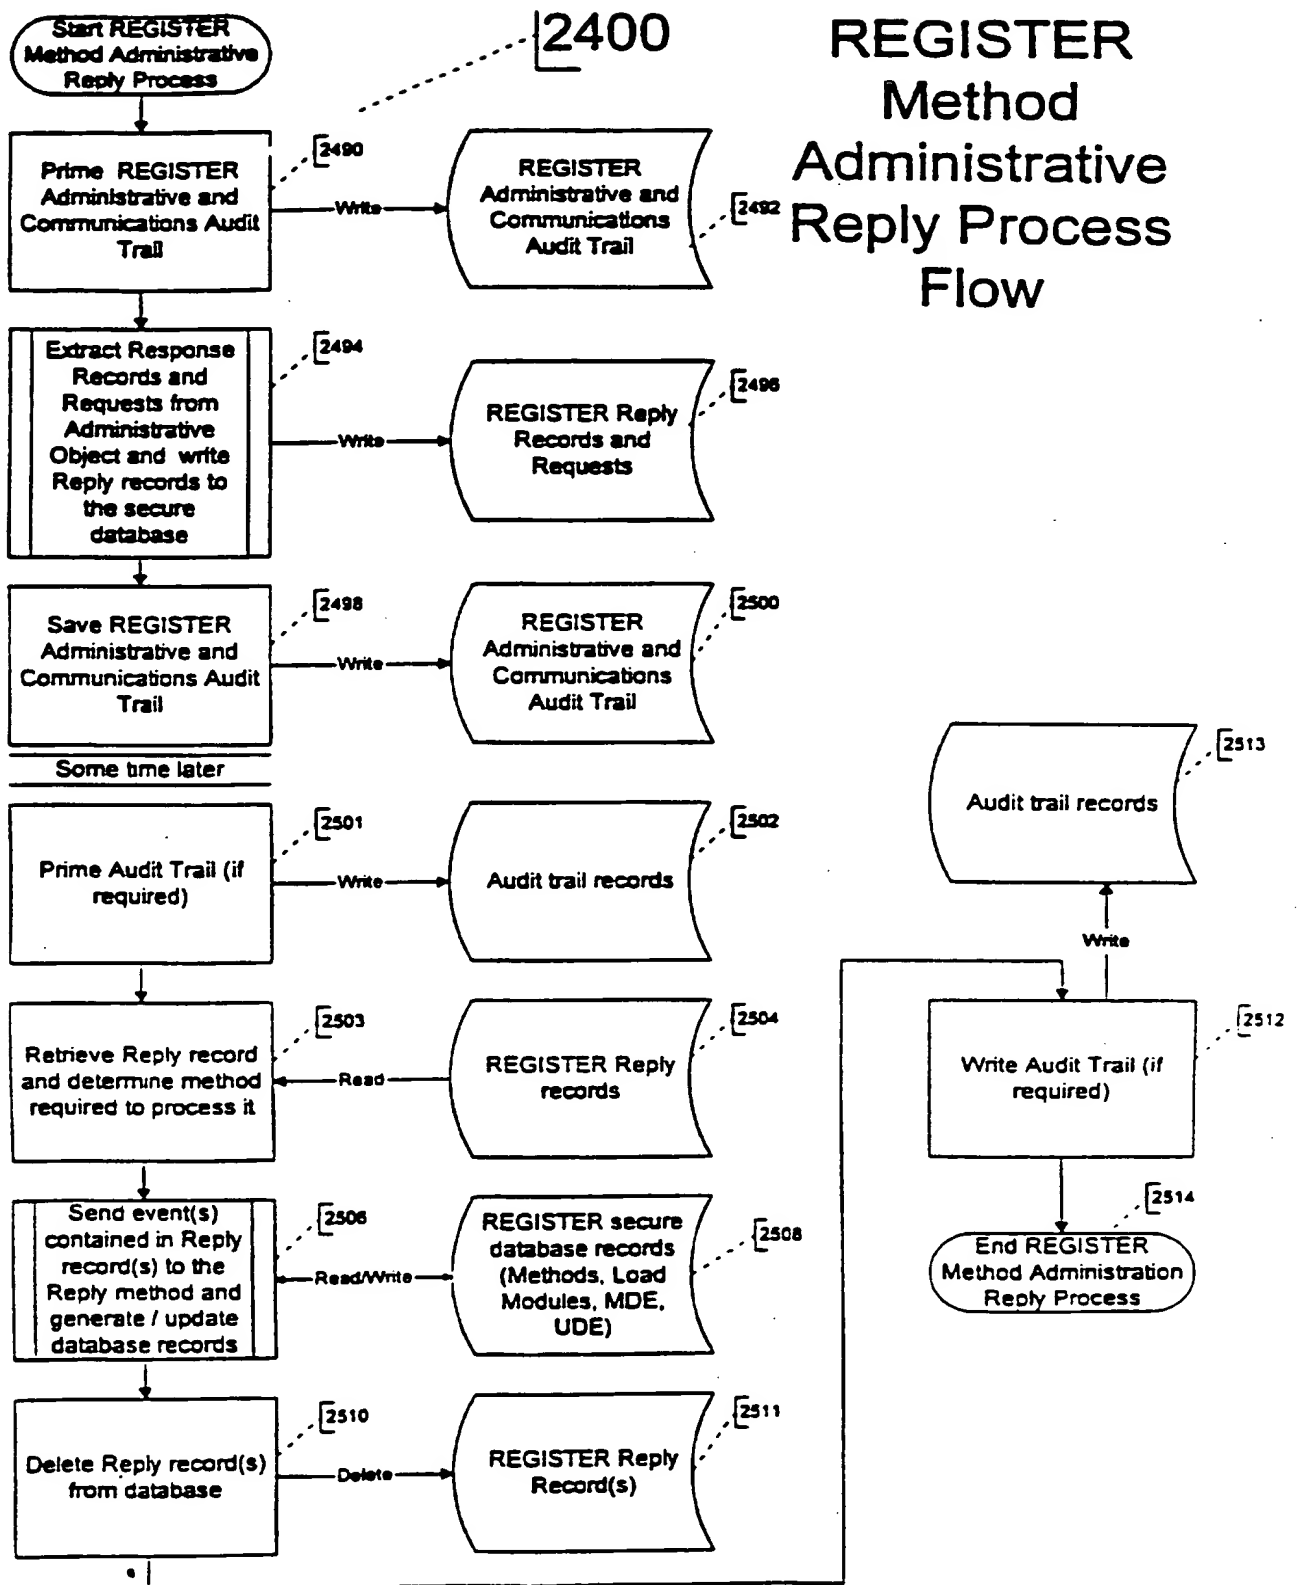 Start REGISTER
Method Administrative
Reply Process
2400
REGISTER
Method
Administrative
Reply Process
Flow
Prime REGISTER
Administrative and
Communications Audit
Trail
2490
Write
REGISTER
Administrative and
Communications
Audit Trail
2492
Extract Response
Records and
Requests from
Administrative
Object and write
Reply records to
the secure
database
2494
Write
REGISTER Reply
Records and
Requests
2496
Save REGISTER
Administrative and
Communications Audit
Trail
2498
Write
REGISTER
Administrative and
Communications
Audit Trail
2500
Some time later
Prime Audit Trail (if
required)
2501
Write
Audit trail records
2502
Retrieve Reply record
and determine method
required to process it
2503
Read
REGISTER Reply
records
2504
Send event(s)
contained in Reply
record(s) to the
Reply method and
generate / update
database records
2506
Read/Write
REGISTER secure
database records
(Methods, Load
Modules, MDE,
UDE)
2508
Delete Reply record(s)
from database
2510
Delete
REGISTER Reply
Record(s)
2511
Audit trail records
2513
Write
Write Audit Trail (if
required)
2512
2514
End REGISTER
Method Administration
Reply Process